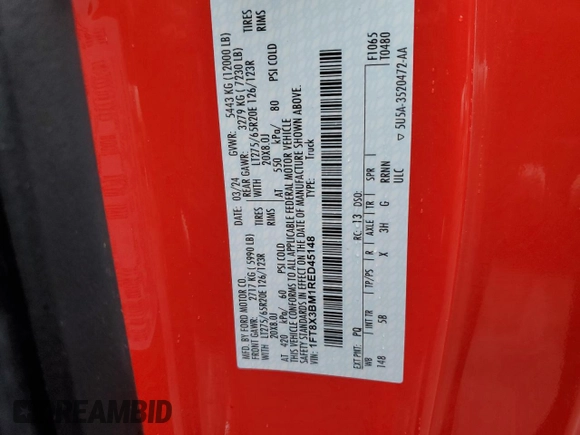 MFD. BY FORD MOTOR CO.
DATE: 03/24 GVWR: 5443 KG (12000 LB)
FRONT GAWR: 2717 KG (5990 LB) REAR GAWR: 3279 KG (7230 LB)
WITH LT275/65R20E 126/123R TIRES WITH LT275/65R20E 126/123R TIRES
20X8.0J RIMS 20X8.0J RIMS
AT 420 kPa/ 60 PSI COLD AT 550 kPa/ 80 PSI COLD
THIS VEHICLE CONFORMS TO ALL APPLICABLE FEDERAL MOTOR VEHICLE
SAFETY STANDARDS IN EFFECT ON THE DATE OF MANUFACTURE SHOWN ABOVE.
VIN: 1FT8X3BM1RED45148 TYPE: Truck
F1065
T0480
EXT PNT: PQ RC: 13 DSO:
WB INT TR TP/PS R AXLE TR SPR
148 5B X 3H G RRNN
ULC
5U5A-3520472-AA
DREAMBID